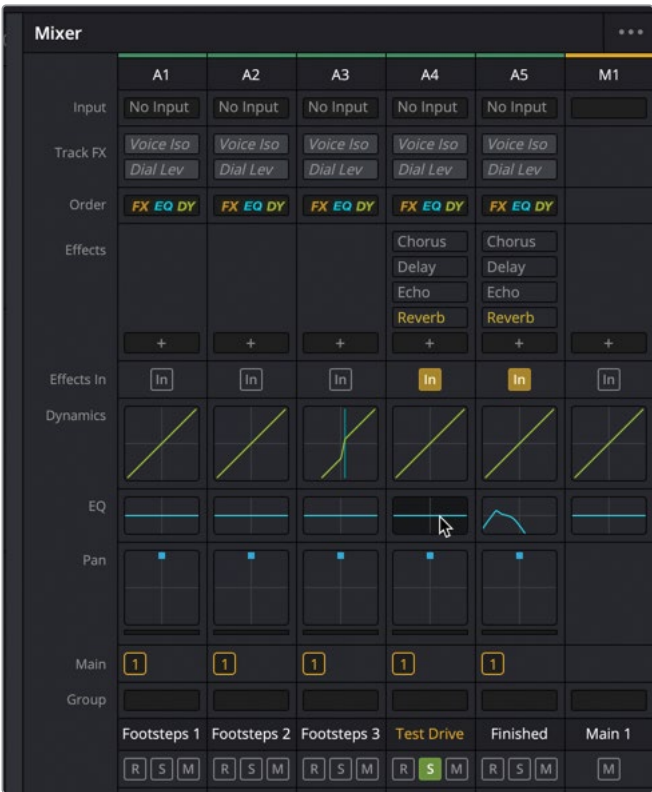 Mixer
A1 A2 A3 A4 A5 M1
Input No Input No Input No Input No Input No Input
Track FX Voice Iso Voice Iso Voice Iso Voice Iso Voice Iso
Dial Lev Dial Lev Dial Lev Dial Lev Dial Lev
Order FX EQ DY FX EQ DY FX EQ DY FX EQ DY FX EQ DY
Effects Chorus Chorus
Delay Delay
Echo Echo
Reverb Reverb
+ + + + + +
Effects In In In In In In In
Dynamics
EQ
Pan
Main 1 1 1 1 1
Group
Footsteps 1 Footsteps 2 Footsteps 3 Test Drive Finished Main 1
R S M R S M R S M R S M R S M M